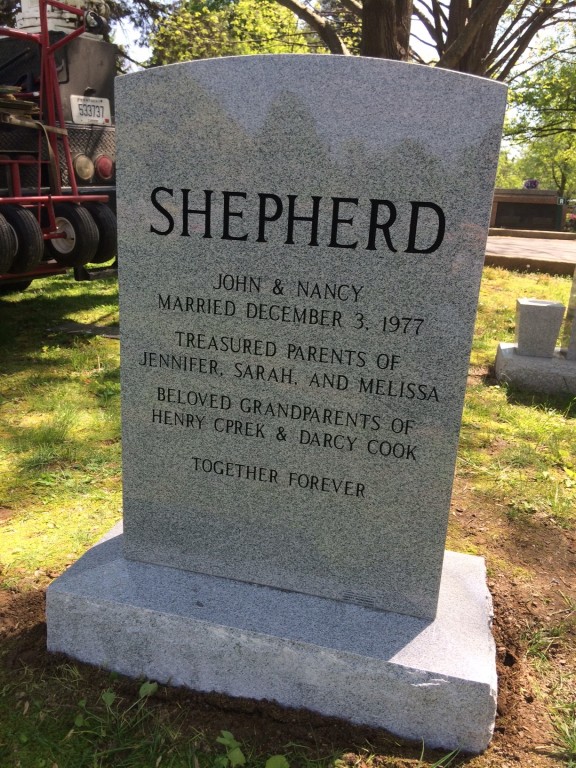 533737
SHEPHERD
JOHN & NANCY
MARRIED DECEMBER 3, 1977
TREASURED PARENTS OF
JENNIFER, SARAH, AND MELISSA
BELOVED GRANDPARENTS OF
HENRY CPREK & DARCY COOK
TOGETHER FOREVER